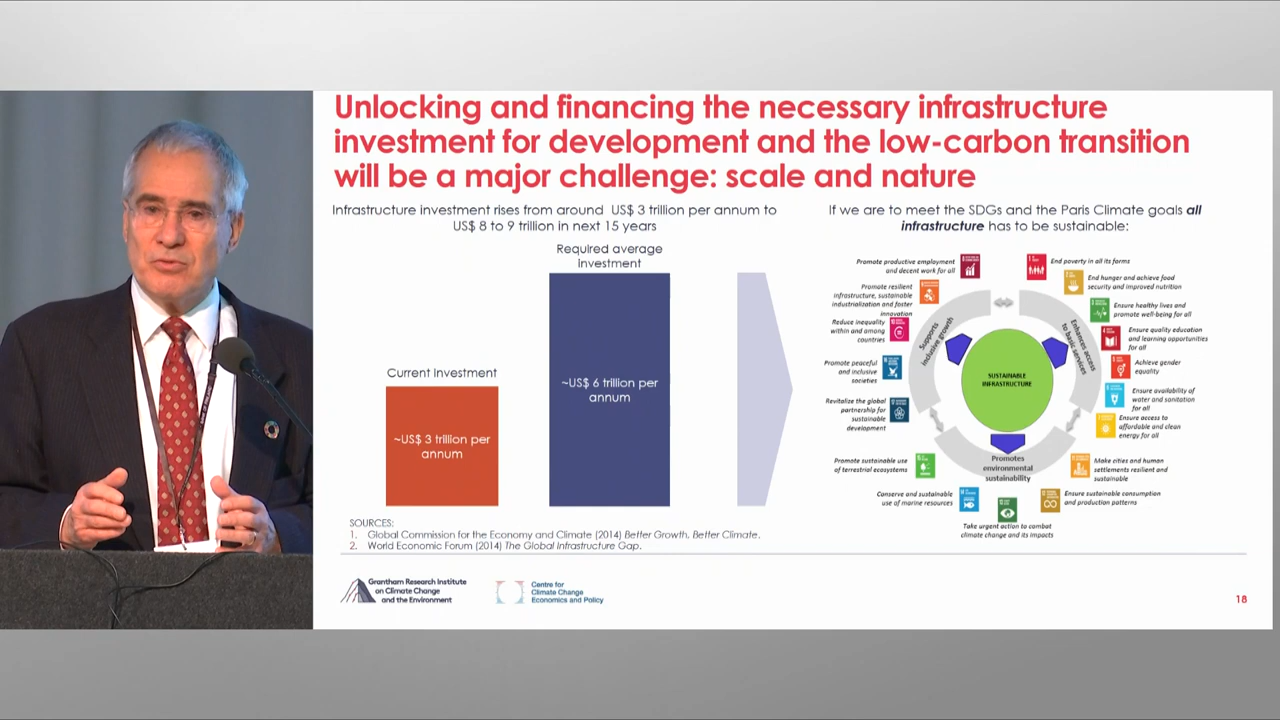 Unlocking and financing the necessary infrastructure
investment for development and the low-carbon transition
will be a major challenge: scale and nature
Infrastructure investment rises from around US$ 3 trillion per annum to
US$ 8 to 9 trillion in next 15 years
Current Investment
~US$ 3 trillion per
annum
Required average
Investment
~US$ 6 trillion per
annum
If we are to meet the SDGs and the Paris Climate goals all
infrastructure has to be sustainable:
Promote productive employment
and decent work for all
Promote resilient
infrastructure, sustainable
industrialization and foster
innovation
Reduce inequality
within and among
countries
Promote peaceful
and inclusive
societies
Revitalize the global
partnership for
sustainable
development
Promote sustainable use
of terrestrial ecosystems
Conserve and sustainable
use of marine resources
Take urgent action to combat
climate change and its impacts
End poverty in all its forms
End hunger and achieve food
security and improved nutrition
Ensure healthy lives and
promote well-being for all
Ensure quality education
and learning opportunities
for all
Achieve gender
equality
Ensure availability of
water and sanitation
for all
Ensure access to
affordable and clean
energy for all
Make cities and human
settlements resilient and
sustainable
Ensure sustainable consumption
and production patterns
Supports
inclusive growth
Enhances access
to basic services
SUSTAINABLE
INFRASTRUCTURE
Promotes
environmental
sustainability
SOURCES:
1. Global Commission for the Economy and Climate (2014) Better Growth, Better Climate.
2. World Economic Forum (2014) The Global Infrastructure Gap.
Grantham Research Institute
on Climate Change
and the Environment
Centre for
Climate Change
Economics and Policy
18